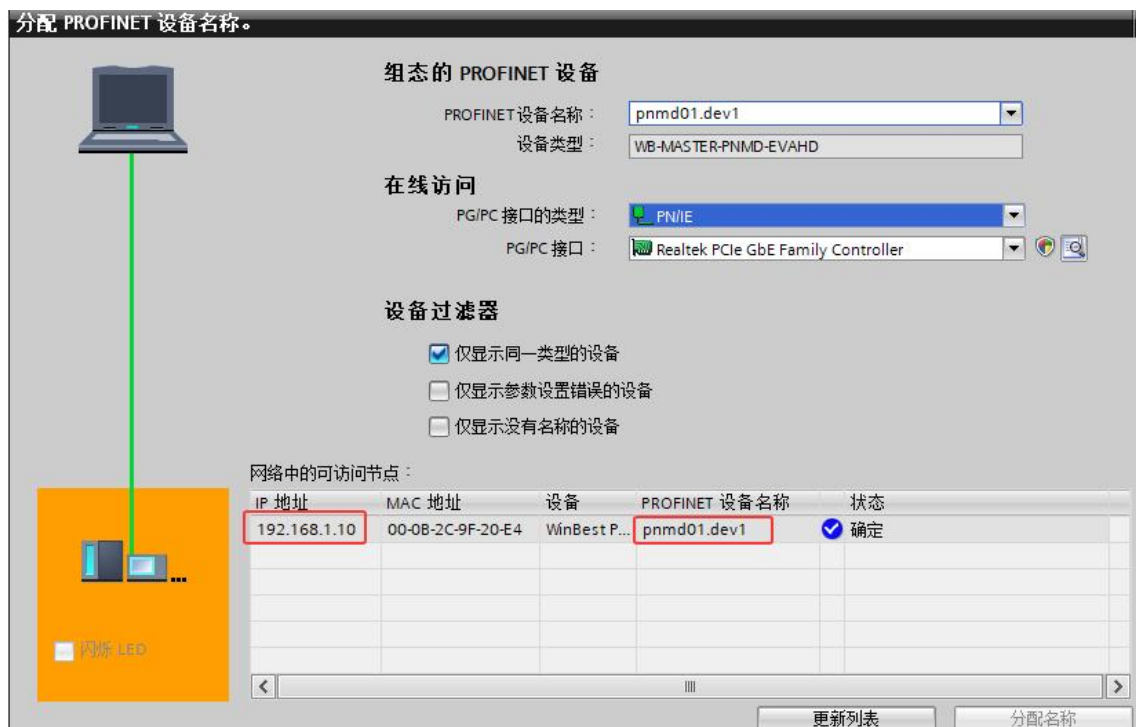 分配 PROFINET 设备名称。
组态的 PROFINET 设备
PROFINET设备名称： pnmd01.dev1
设备类型： WB-MASTER-PNMD-EVAHD
在线访问
PG/PC 接口的类型： PN/IE
PG/PC 接口： Realtek PCIe GbE Family Controller
设备过滤器
仅显示同一类型的设备
仅显示参数设置错误的设备
仅显示没有名称的设备
网络中的可访问节点：
IP 地址 MAC 地址 设备 PROFINET 设备名称 状态
192.168.1.10 00-0B-2C-9F-20-E4 WinBest P... pnmd01.dev1 确定
闪烁 LED
更新列表 分配名称